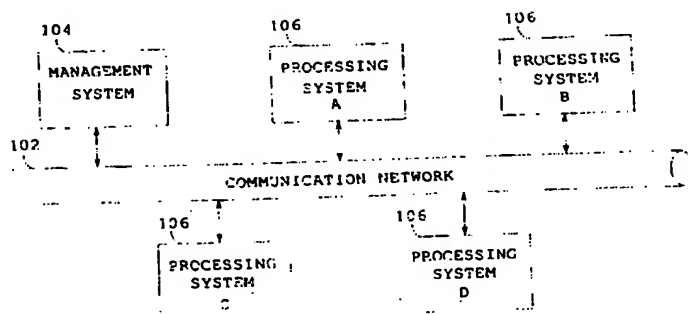 104
MANAGEMENT
SYSTEM
106
PROCESSING
SYSTEM
A
106
PROCESSING
SYSTEM
B
102
COMMUNICATION NETWORK
106
PROCESSING
SYSTEM
C
106
PROCESSING
SYSTEM
D